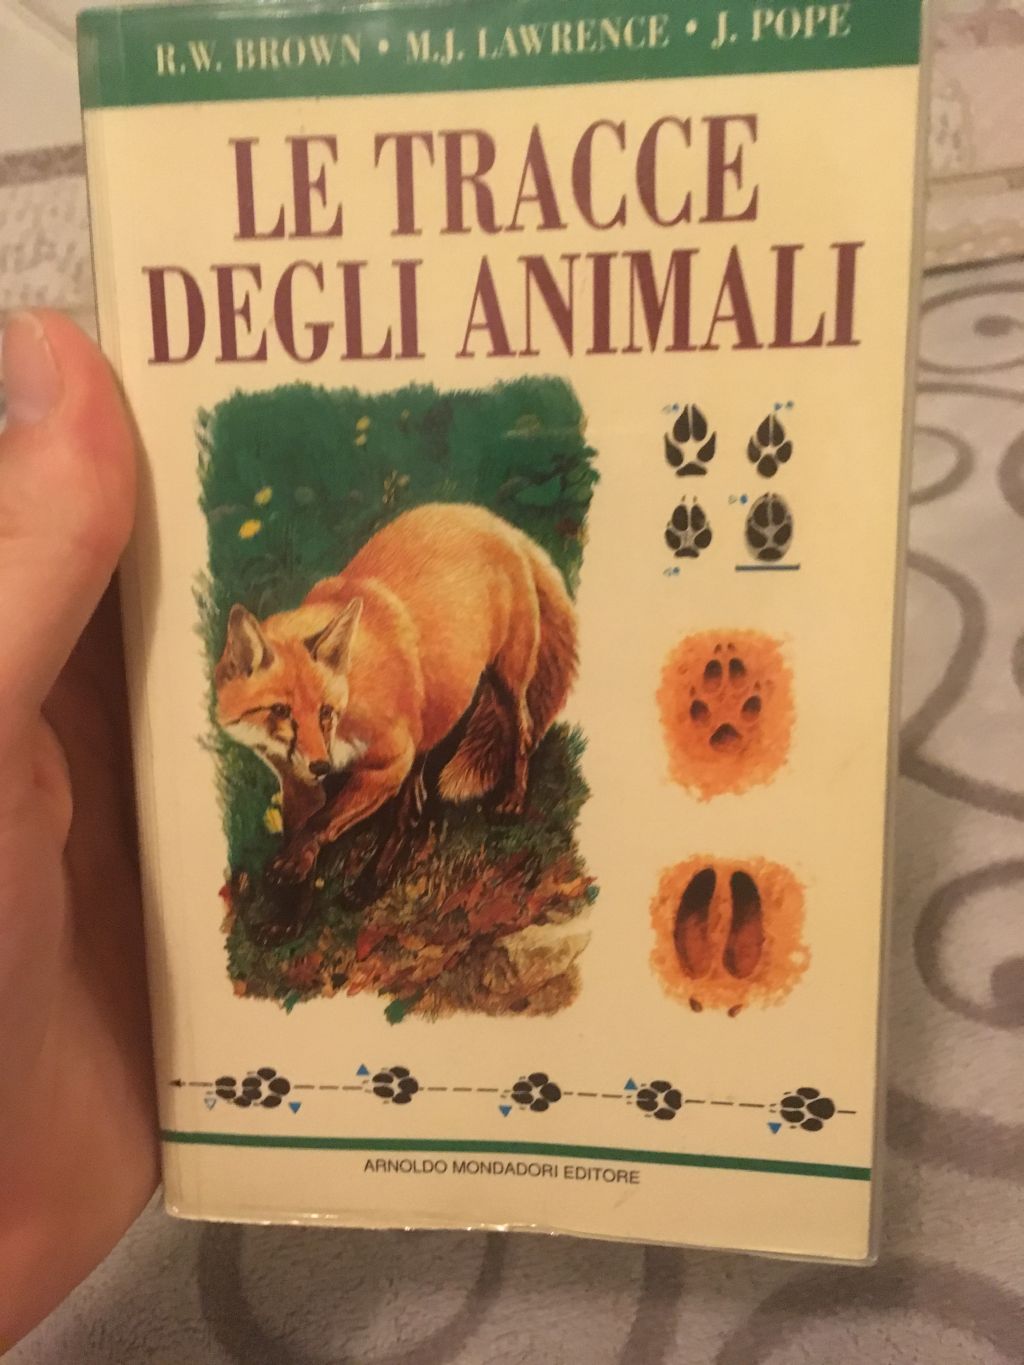 R.W. BROWN • M.J. LAWRENCE • J. POPE
LE TRACCE
DEGLI ANIMALI
ARNOLDO MONDADORI EDITORE